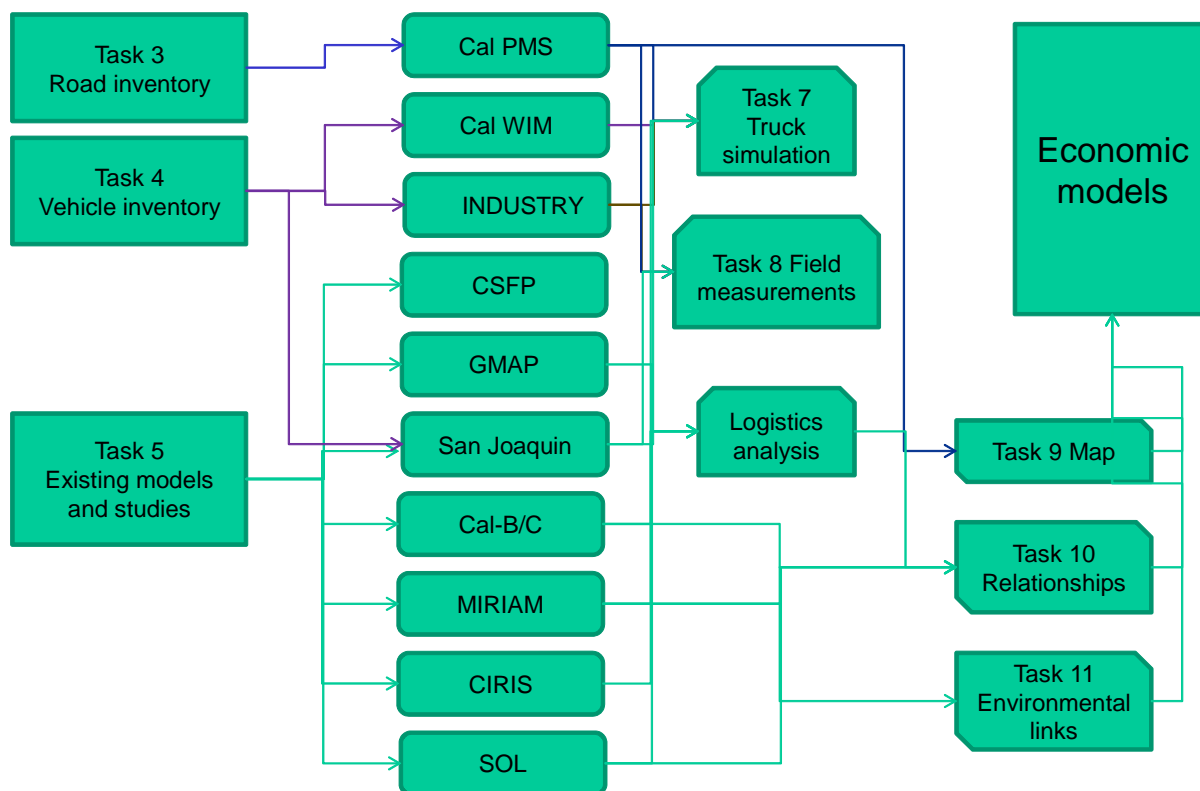 Task 3
Road inventory
Task 4
Vehicle inventory
Task 5
Existing models
and studies
Cal PMS
Cal WIM
INDUSTRY
CSFP
GMAP
San Joaquin
Cal-B/C
MIRIAM
CIRIS
SOL
Task 7
Truck
simulation
Task 8 Field
measurements
Logistics
analysis
Economic
models
Task 9 Map
Task 10
Relationships
Task 11
Environmental
links